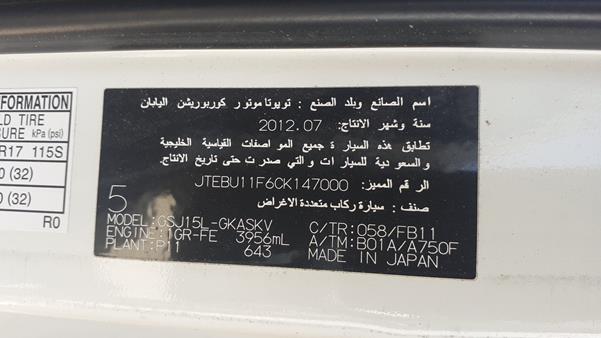 FORMATION
LD TIRE
SURE kPa (psi)
R17 115S
0 (32)
0 (32)
R0
اسم الصانع وبلد الصنع : تويوتا موتور كوربوريشن اليابان
سنة وشهر الانتاج: 2012.07
تطابق هذه السيارة جميع المواصفات القياسية الخليجية
و السعودية للسيارات والتي صدرت حتى تاريخ الإنتاج.
الرقم المميز: JTEBU11F6CK147000
صنف : سيارة ركاب متعددة الاغراض
5
MODEL:GSJ15L-GKASKV C/TR:058/FB11
ENGINE:1GR-FE 3956mL A/TM:B01A/A750F
PLANT:P11 643 MADE IN JAPAN